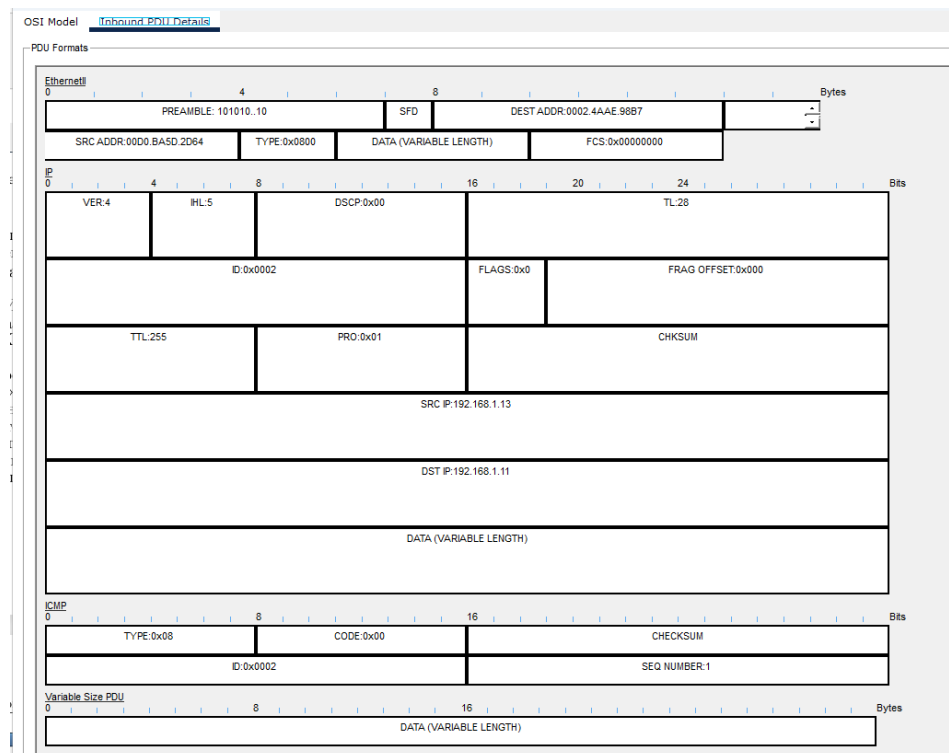 OSI Model Inbound PDU Details
PDU Formats
EthernetII
0 4 8 Bytes
PREAMBLE: 101010..10 SFD DEST ADDR:0002.4AAE.98B7
SRC ADDR:00D0.BA5D.2D64 TYPE:0x0800 DATA (VARIABLE LENGTH) FCS:0x00000000
IP
0 4 8 16 20 24 Bits
VER:4 IHL:5 DSCP:0x00 TL:28
ID:0x0002 FLAGS:0x0 FRAG OFFSET:0x000
TTL:255 PRO:0x01 CHKSUM
SRC IP:192.168.1.13
DST IP:192.168.1.11
DATA (VARIABLE LENGTH)
ICMP
0 8 16 Bits
TYPE:0x08 CODE:0x00 CHECKSUM
ID:0x0002 SEQ NUMBER:1
Variable Size PDU
0 8 16 Bytes
DATA (VARIABLE LENGTH)